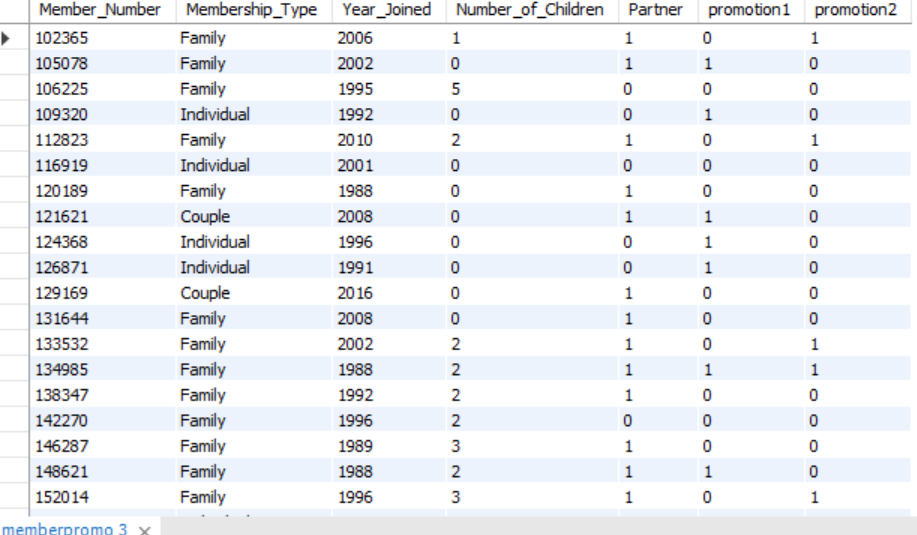 Member_Number Membership_Type Year_Joined Number_of_Children Partner promotion1 promotion2
102365 Family 2006 1 1 0 1
105078 Family 2002 0 1 1 0
106225 Family 1995 5 0 0 0
109320 Individual 1992 0 0 1 0
112823 Family 2010 2 1 0 1
116919 Individual 2001 0 0 0 0
120189 Family 1988 0 1 0 0
121621 Couple 2008 0 1 1 0
124368 Individual 1996 0 0 1 0
126871 Individual 1991 0 0 1 0
129169 Couple 2016 0 1 0 0
131644 Family 2008 0 1 0 0
133532 Family 2002 2 1 0 1
134985 Family 1988 2 1 1 1
138347 Family 1992 2 1 0 0
142270 Family 1996 2 0 0 0
146287 Family 1989 3 1 0 0
148621 Family 1988 2 1 1 0
152014 Family 1996 3 1 0 1
memberpromo 3